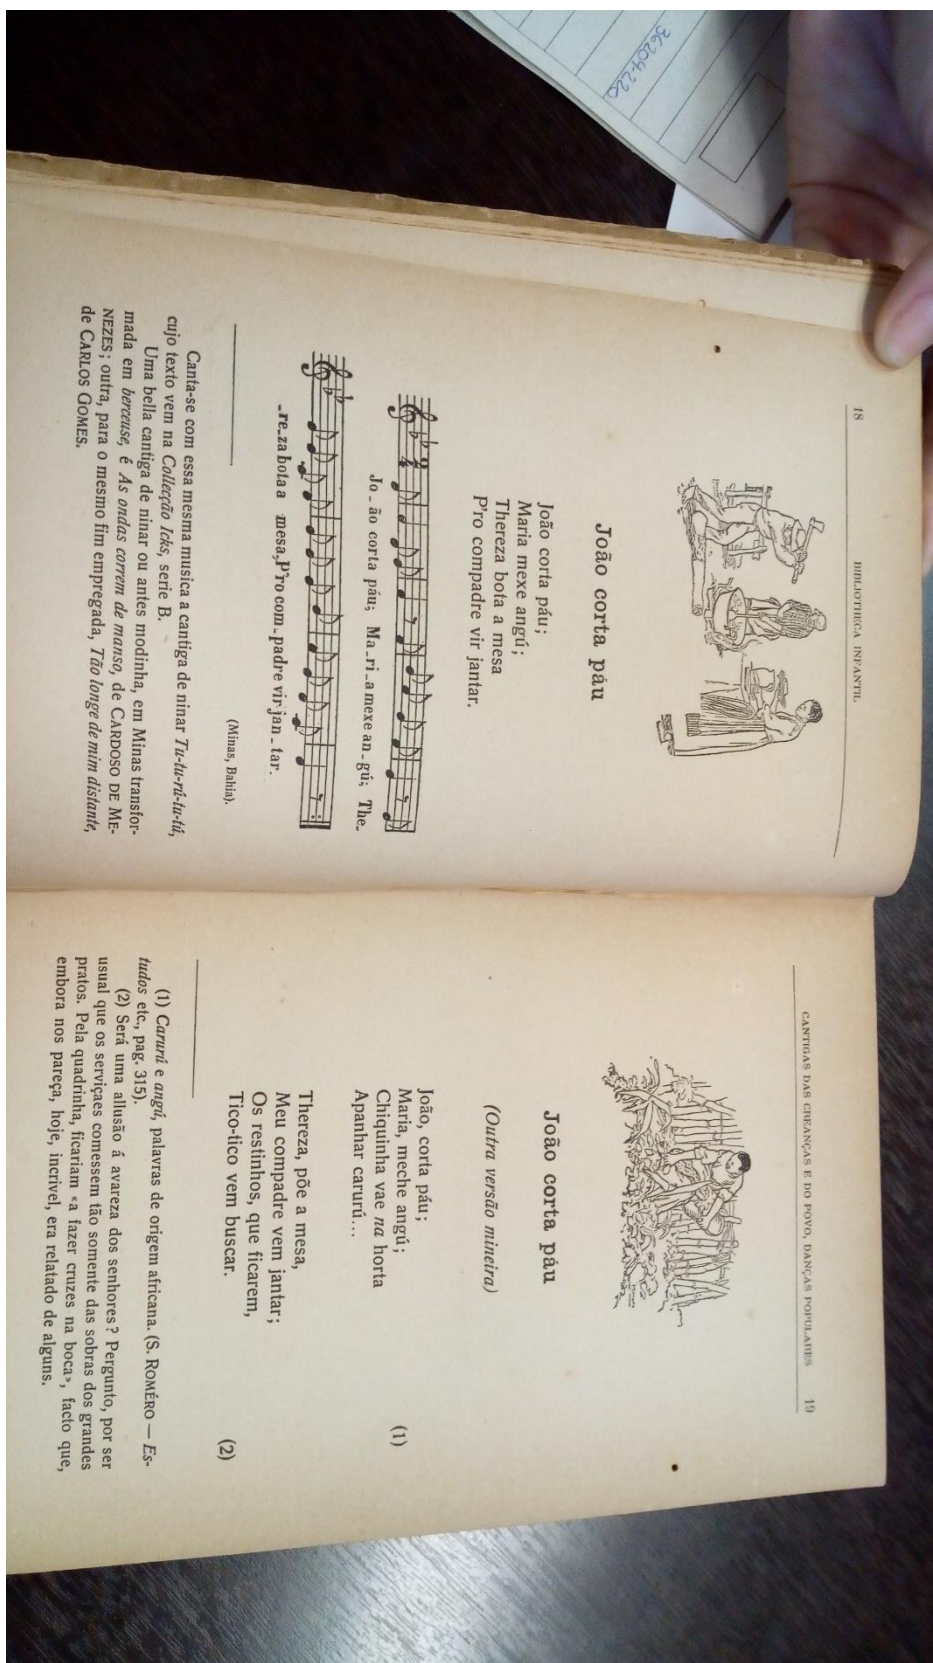 36204-220
18 BIBLIOTHECA INFANTIL
João corta páu
João corta páu;
Maria mexe angú;
Thereza bota a mesa
P'ro compadre vir jantar.
Jo - ão corta páu; Ma - ri - a mexe an - gú; The -
- re - za bota a mesa, p'ro com - padre vir jan - tar.
(Minas, Bahia).
Canta-se com essa mesma musica a cantiga de ninar Tu-tu-rú-tu-tú,
cujo texto vem na Collecção Icks, serie B.
Uma bella cantiga de ninar ou antes modinha, em Minas transfor-
mada em berceuse, é As ondas correm de manso, de CARDOSO DE ME-
NEZES; outra, para o mesmo fim empregada, Tão longe de mim distante,
de CARLOS GOMES.
CANTIGAS DAS CREANÇAS E DO POVO, DANÇAS POPULARES 19
João corta páu
(Outra versão mineira)
João, corta páu;
Maria, meche angú;
Chiquinha vae na horta
Apanhar carurú... (1)
Thereza, põe a mesa,
Meu compadre vem jantar;
Os restinhos, que ficarem,
Tico-tico vem buscar. (2)
(1) Carurú e angú, palavras de origem africana. (S. ROMÉRO — Es-
tudos etc., pag. 315).
(2) Será uma allusão á avareza dos senhores? Pergunto, por ser
usual que os serviçaes comessem tão somente das sobras dos grandes
pratos. Pela quadrinha, ficariam «a fazer cruzes na boca», facto que,
embora nos pareça, hoje, incrivel, era relatado de alguns.